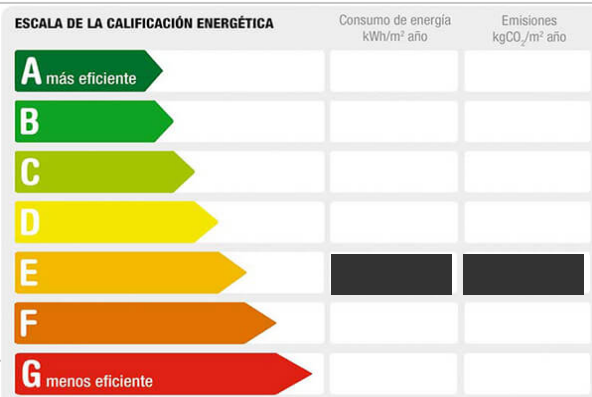 ESCALA DE LA CALIFICACIÓN ENERGÉTICA
Consumo de energía
kWh/m² año
Emisiones
kgCO₂/m² año
A más eficiente
B
C
D
E
F
G menos eficiente